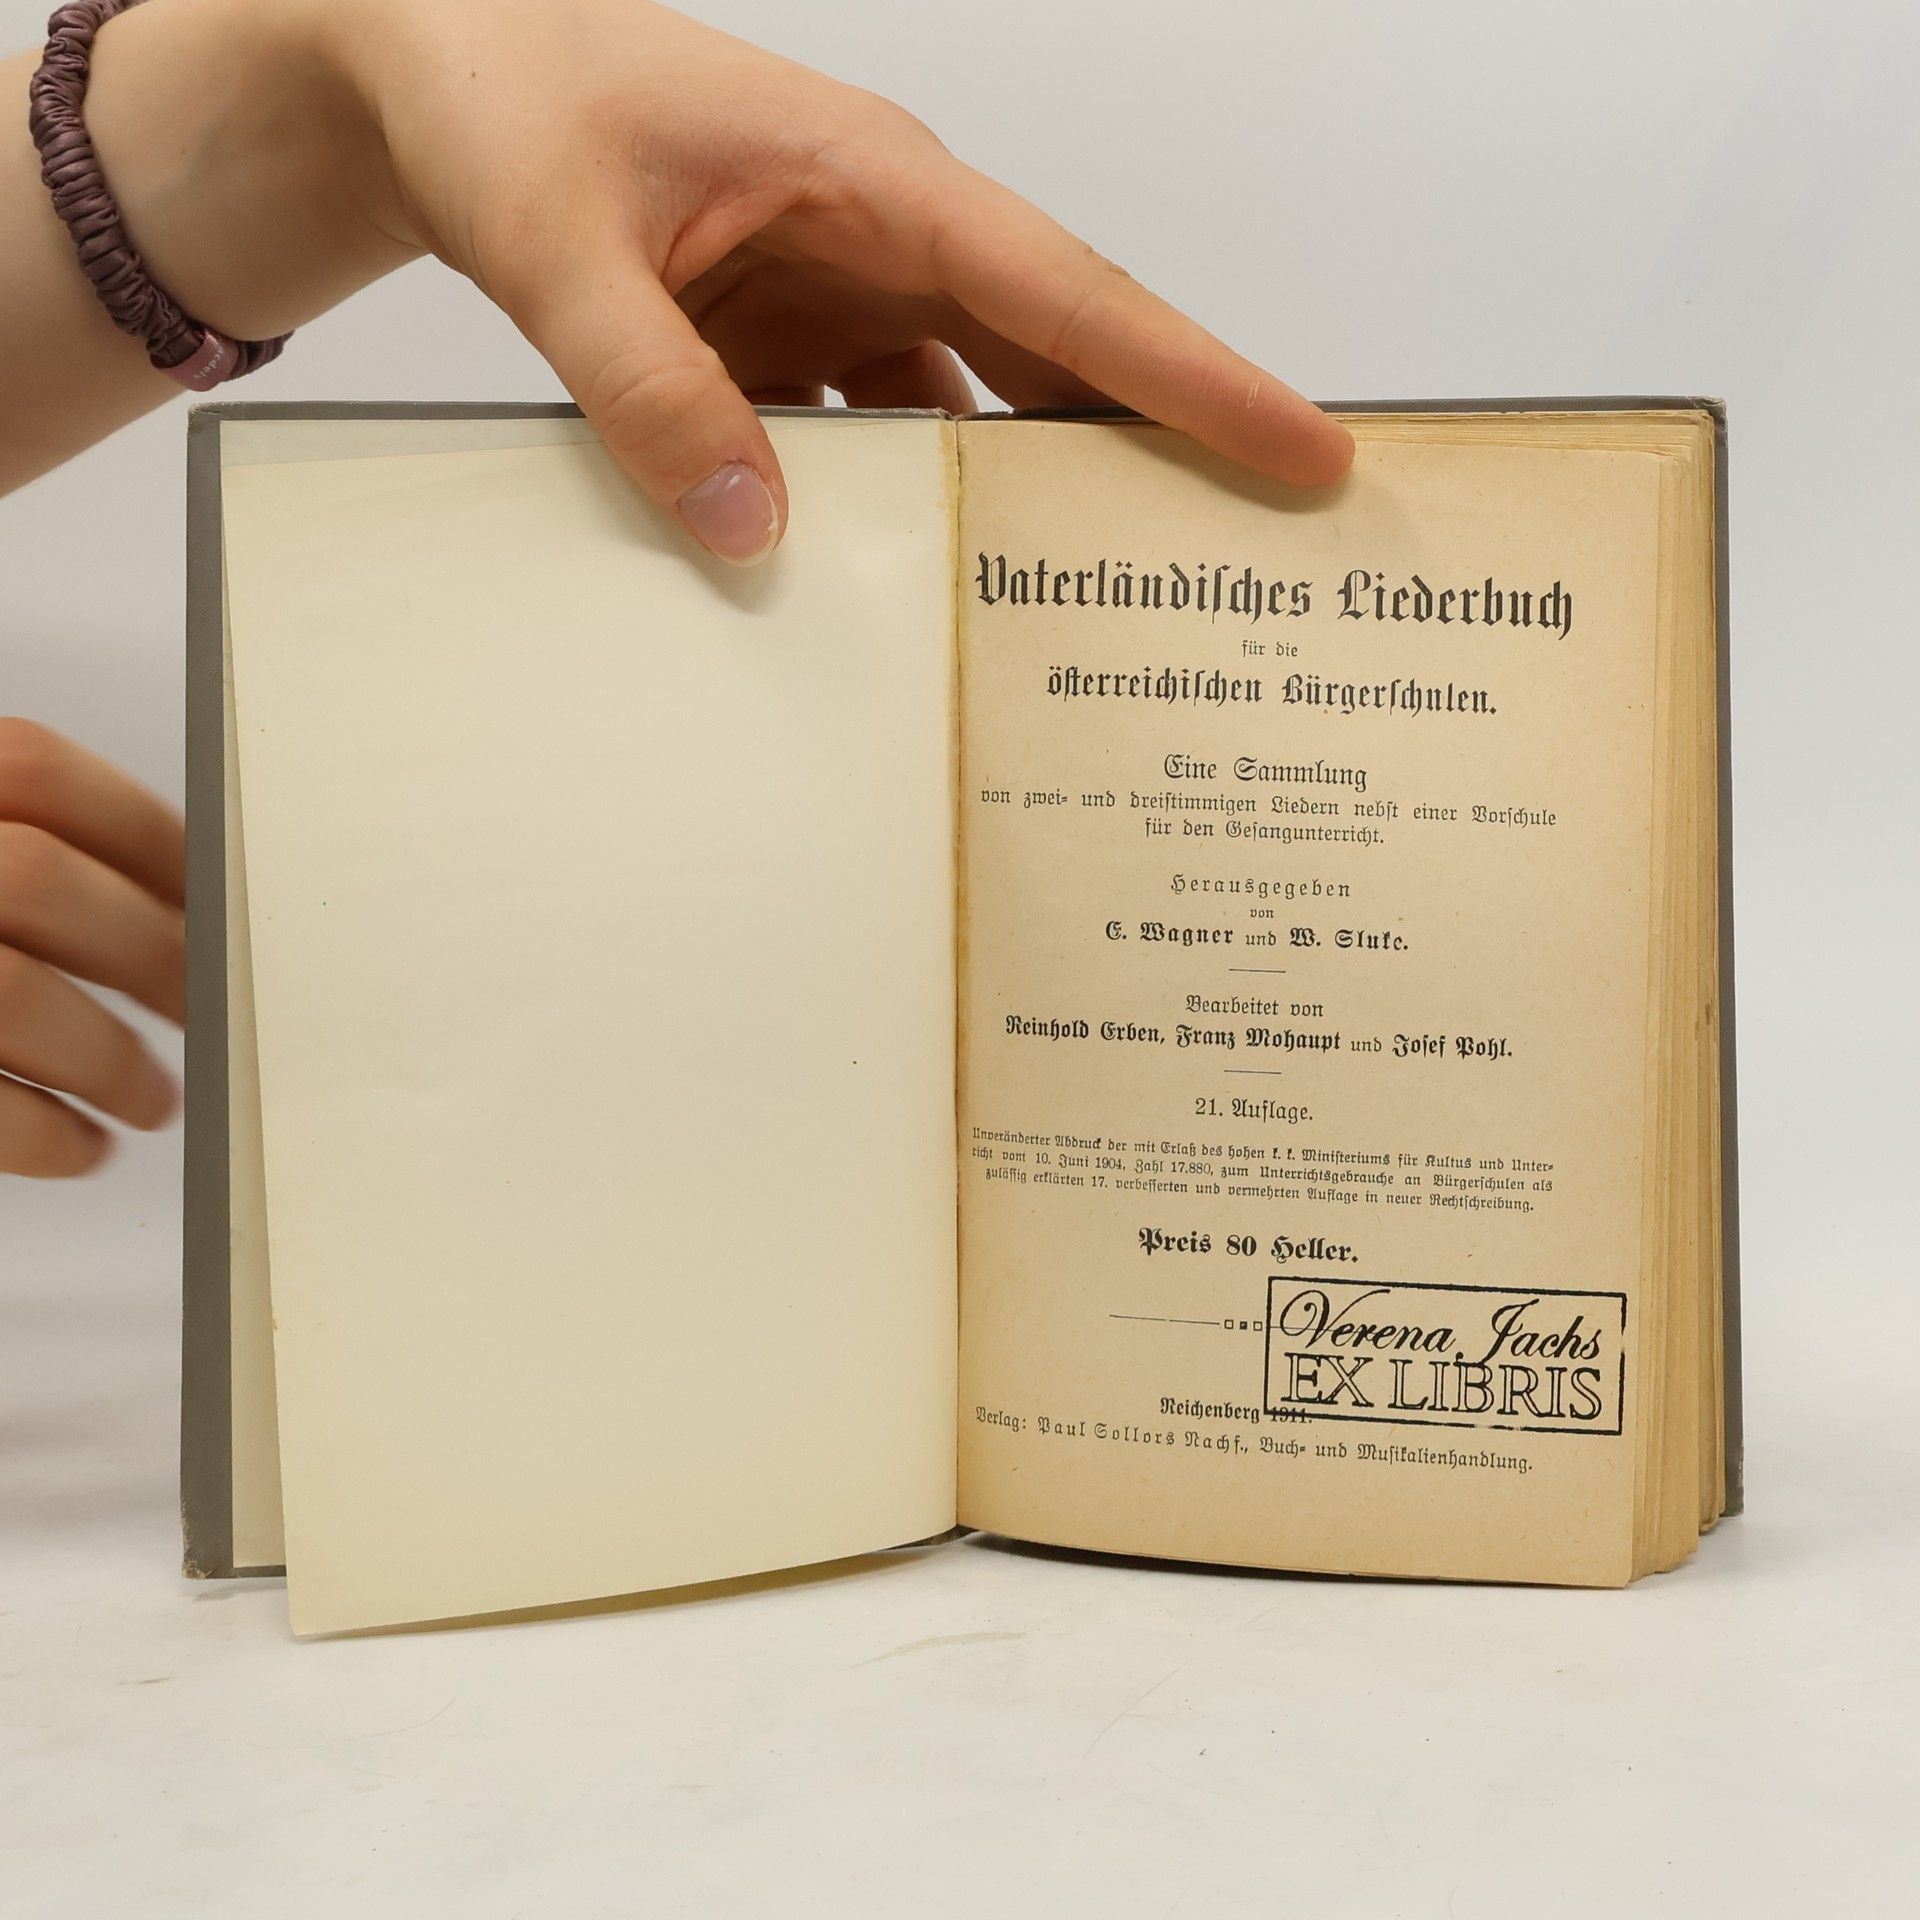 Vaterländisches Liederbuch
für die
österreichischen Bürgerschulen.
Eine Sammlung
von zwei- und dreistimmigen Liedern nebst einer Vorschule
für den Gesangunterricht.
Herausgegeben
von
E. Wagner und W. Sluke.
Bearbeitet von
Reinhold Erben, Franz Mohaupt und Josef Pohl.
21. Auflage.
Unveränderter Abdruck der mit Erlaß des hohen k. k. Ministeriums für Kultus und Unter-
richt vom 10. Juni 1904, Zahl 17.880, zum Unterrichtsgebrauche an Bürgerschulen als
zulässig erklärten 17. verbesserten und vermehrten Auflage in neuer Rechtschreibung.
Preis 80 Heller.
Verena Jachs
EX LIBRIS
Reichenberg 1911.
Verlag: Paul Sollors Nachf., Buch- und Musikalienhandlung.